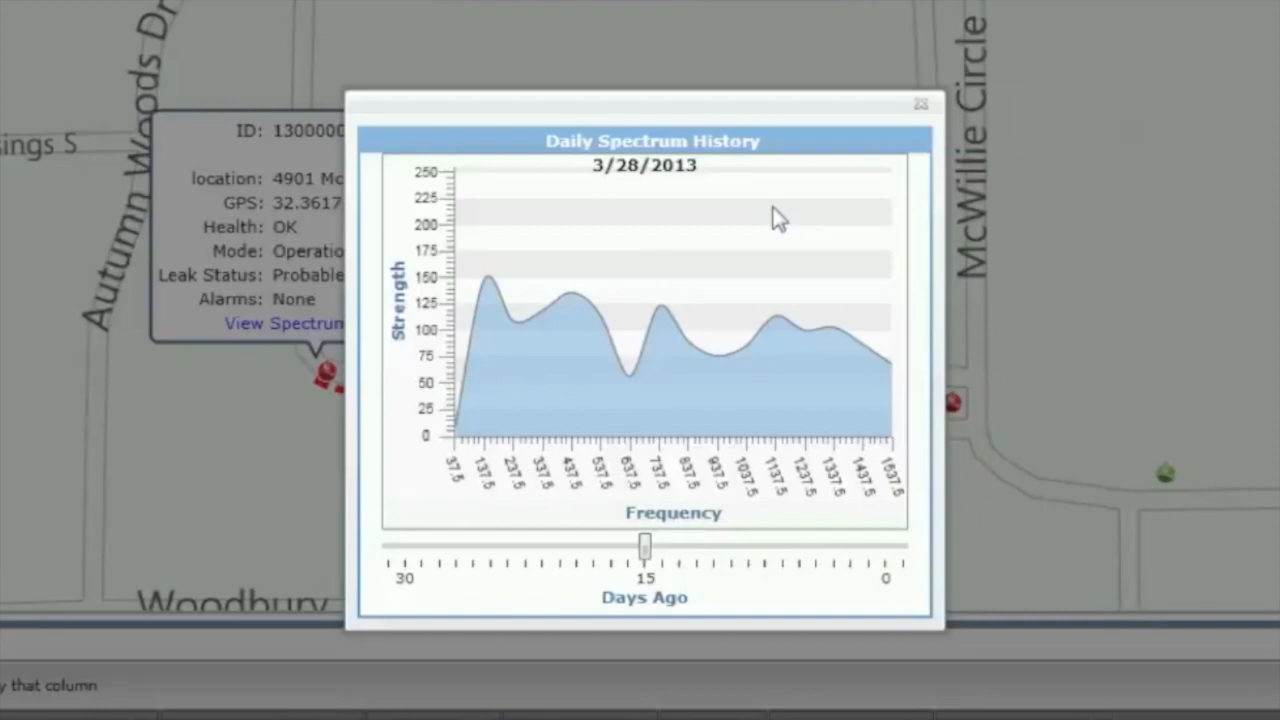 Autumn Woods Dr
McWillie Circle
ings S
ID: 1300000
location: 4901 Mc
GPS: 32.3617
Health: OK
Mode: Operatio
Leak Status: Probable
Alarms: None
View Spectrum
Daily Spectrum History
3/28/2013
250
225
200
175
150
125
100
75
50
25
0
Strength
37.5 137.5 237.5 337.5 437.5 537.5 637.5 737.5 837.5 937.5 1037.5 1137.5 1237.5 1337.5 1437.5 1537.5
Frequency
30 15 0
Days Ago
Woodbury
y that column